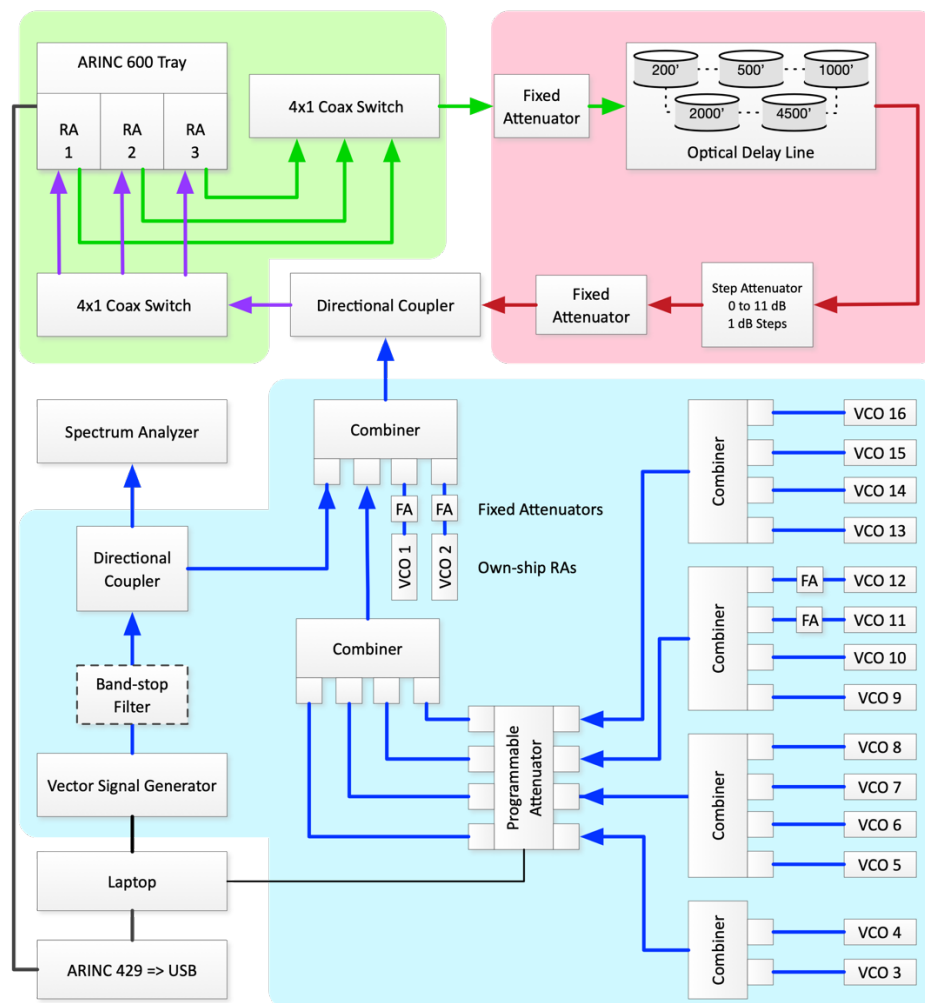 ARINC 600 Tray
RA
1
RA
2
RA
3
4x1 Coax Switch
Fixed
Attenuator
200'
500'
1000'
2000'
4500'
Optical Delay Line
4x1 Coax Switch
Directional Coupler
Fixed
Attenuator
Step Attenuator
0 to 11 dB
1 dB Steps
Spectrum Analyzer
Combiner
FA
FA
Fixed Attenuators
VCO 1
VCO 2
Own-ship RAs
Directional
Coupler
Combiner
Band-stop
Filter
Vector Signal Generator
Programmable
Attenuator
Laptop
ARINC 429 => USB
Combiner
VCO 16
VCO 15
VCO 14
VCO 13
Combiner
FA
VCO 12
FA
VCO 11
VCO 10
VCO 9
Combiner
VCO 8
VCO 7
VCO 6
VCO 5
Combiner
VCO 4
VCO 3